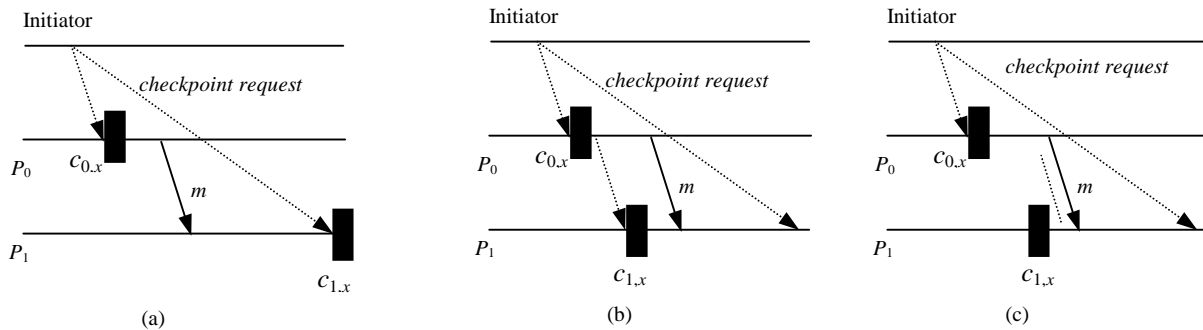 Initiator
checkpoint request
P0
c0,x
m
P1
c1,x
(a)
Initiator
checkpoint request
P0
c0,x
m
P1
c1,x
(b)
Initiator
checkpoint request
P0
c0,x
m
P1
c1,x
(c)